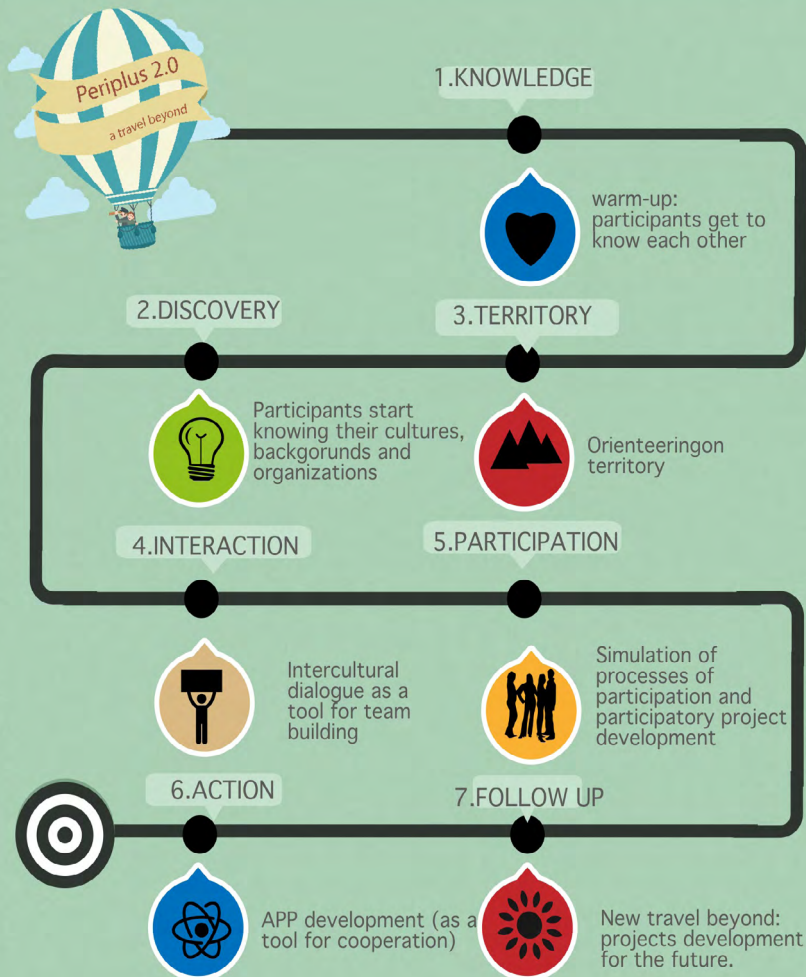 Periplus 2.0
a travel beyond
1.KNOWLEDGE
warm-up:
participants get to
know each other
2.DISCOVERY
Participants start
knowing their cultures,
backgorunds and
organizations
3.TERRITORY
Orienteeringon
territory
4.INTERACTION
Intercultural
dialogue as a
tool for team
building
5.PARTICIPATION
Simulation of
processes of
participation and
participatory project
development
6.ACTION
APP development (as a
tool for cooperation)
7.FOLLOW UP
New travel beyond:
projects development
for the future.